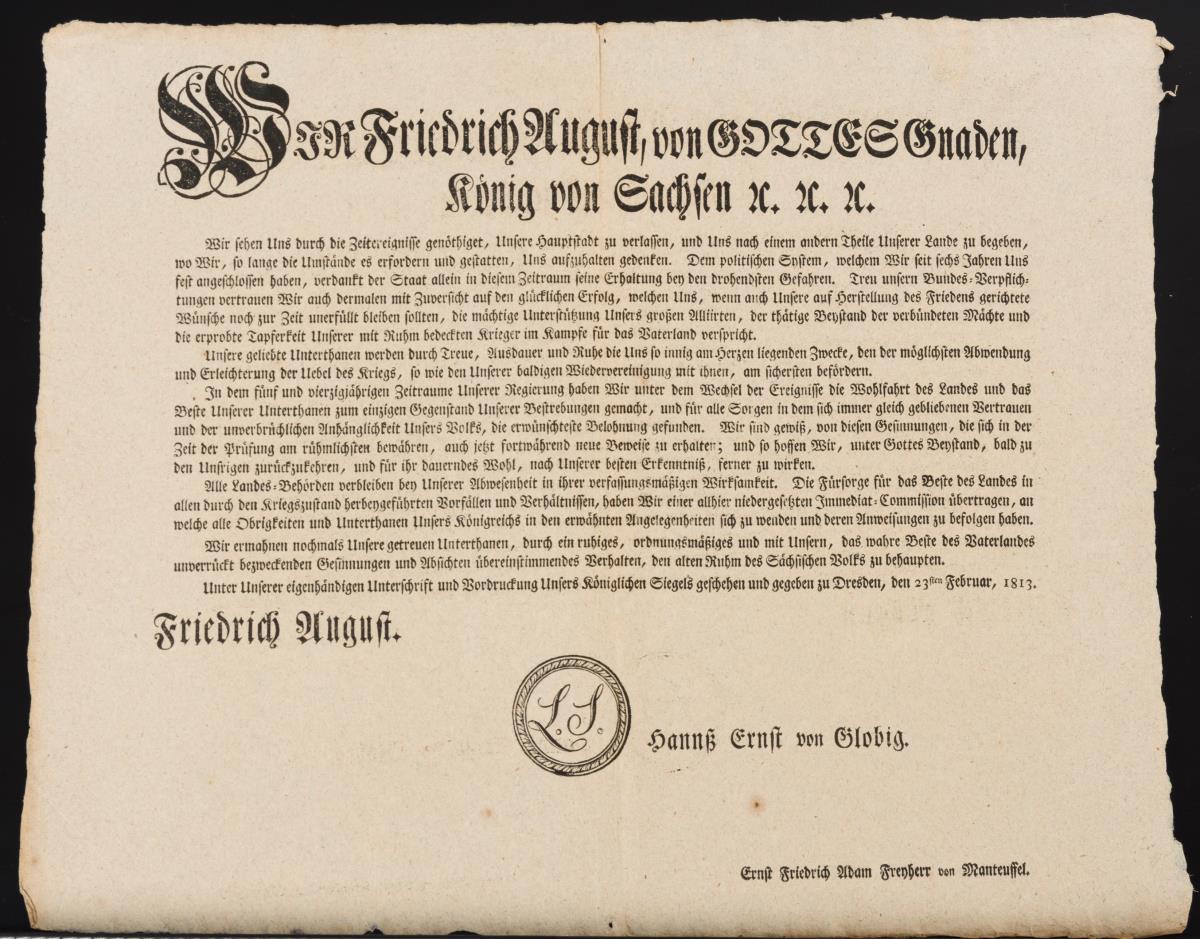 WIR Friedrich August, von GOTTES Gnaden,
König von Sachsen ꝛc. ꝛc. ꝛc.
Wir sehen Uns durch die Zeitereignisse genöthiget, Unsere Hauptstadt zu verlassen, und Uns nach einem andern Theile Unserer Lande zu begeben,
wo Wir, so lange die Umstände es erfordern und gestatten, Uns aufzuhalten gedenken. Dem politischen System, welchem Wir seit sechs Jahren Uns
fest angeschlossen haben, verdankt der Staat allein in diesem Zeitraum seine Erhaltung bey den drohendsten Gefahren. Treu unsern Bundes-Verpflich-
tungen vertrauen Wir auch dermalen mit Zuversicht auf den glücklichen Erfolg, welchen Uns, wenn auch Unsere auf Herstellung des Friedens gerichtete
Wünsche noch zur Zeit unerfüllt bleiben sollten, die mächtige Unterstützung Unsers großen Alliirten, der thätige Beystand der verbündeten Mächte und
die erprobte Tapferkeit Unserer mit Ruhm bedeckten Krieger im Kampfe für das Vaterland verspricht.
Unsere geliebte Unterthanen werden durch Treue, Ausdauer und Ruhe die Uns so innig am Herzen liegenden Zwecke, den der möglichsten Abwendung
und Erleichterung der Uebel des Kriegs, so wie den Unserer baldigen Wiedervereinigung mit ihnen, am sichersten befördern.
In dem fünf und vierzigjährigen Zeitraume Unserer Regierung haben Wir unter dem Wechsel der Ereignisse die Wohlfahrt des Landes und das
Beste Unserer Unterthanen zum einzigen Gegenstand Unserer Bestrebungen gemacht, und für alle Sorgen in dem sich immer gleich gebliebenen Vertrauen
und der unverbrüchlichen Anhänglichkeit Unsers Volks, die erwünschteste Belohnung gefunden. Wir sind gewiß, von diesen Gesinnungen, die sich in der
Zeit der Prüfung am rühmlichsten bewähren, auch jetzt fortwährend neue Beweise zu erhalten; und so hoffen Wir, unter Gottes Beystand, bald zu
den Unsrigen zurückzukehren, und für ihr dauerndes Wohl, nach Unserer besten Erkenntniß, ferner zu wirken.
Alle Landes-Behörden verbleiben bey Unserer Abwesenheit in ihrer verfassungsmäßigen Wirksamkeit. Die Fürsorge für das Beste des Landes in
allen durch den Kriegszustand herbeygeführten Vorfällen und Verhältnissen, haben Wir einer allhier niedergesetzten Immediat-Commission übertragen, an
welche alle Obrigkeiten und Unterthanen Unsers Königreichs in den erwähnten Angelegenheiten sich zu wenden und deren Anweisungen zu befolgen haben.
Wir ermahnen nochmals Unsere getreuen Unterthanen, durch ein ruhiges, ordnungsmäßiges und mit Unsern, das wahre Beste des Vaterlandes
unverrückt bezweckenden Gesinnungen und Absichten übereinstimmendes Verhalten, den alten Ruhm des Sächsischen Volks zu behaupten.
Unter Unserer eigenhändigen Unterschrift und Vordruckung Unsers Königlichen Siegels geschehen und gegeben zu Dresden, den 23sten Februar, 1813.
Friedrich August.
L. S.
Hannß Ernst von Globig.
Ernst Friedrich Adam Freyherr von Manteuffel.